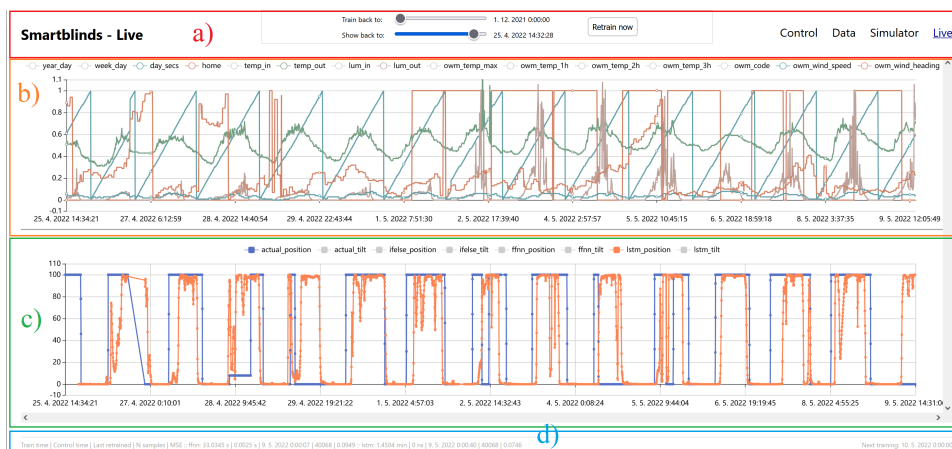 Smartblinds - Live
a)
Train back to:
1. 12. 2021 0:00:00
Show back to:
25. 4. 2022 14:32:28
Retrain now
Control Data Simulator Live
b)
year_day week_day day_secs home temp_in temp_out lum_in lum_out owm_temp_max owm_temp_1h owm_temp_2h owm_temp_3h owm_code owm_wind_speed owm_wind_heading
1.1
1
0.8
0.6
0.4
0.2
0
-0.1
25. 4. 2022 14:34:21 27. 4. 2022 6:12:59 28. 4. 2022 14:40:54 29. 4. 2022 22:43:44 1. 5. 2022 7:51:30 2. 5. 2022 17:39:40 4. 5. 2022 2:57:57 5. 5. 2022 10:45:15 6. 5. 2022 18:59:18 8. 5. 2022 3:37:35 9. 5. 2022 12:05:49
c)
actual_position actual_tilt ifelse_position ifelse_tilt ffnn_position ffnn_tilt lstm_position lstm_tilt
110
100
80
60
40
20
0
-10
25. 4. 2022 14:34:21 27. 4. 2022 0:10:01 28. 4. 2022 9:45:42 29. 4. 2022 19:21:22 1. 5. 2022 4:57:03 2. 5. 2022 14:32:43 4. 5. 2022 0:08:24 5. 5. 2022 9:44:04 6. 5. 2022 19:19:45 8. 5. 2022 4:55:25 9. 5. 2022 14:31:06
d)
Train time | Control time | Last retrained | N samples | MSE :: ffnn: 33.0345 s | 0.0025 s | 9. 5. 2022 0:00:07 | 40068 | 0.0949 :: lstm: 1.4504 min | 0 ns | 9. 5. 2022 0:00:40 | 40068 | 0.0746
Next training: 10. 5. 2022 0:00:00